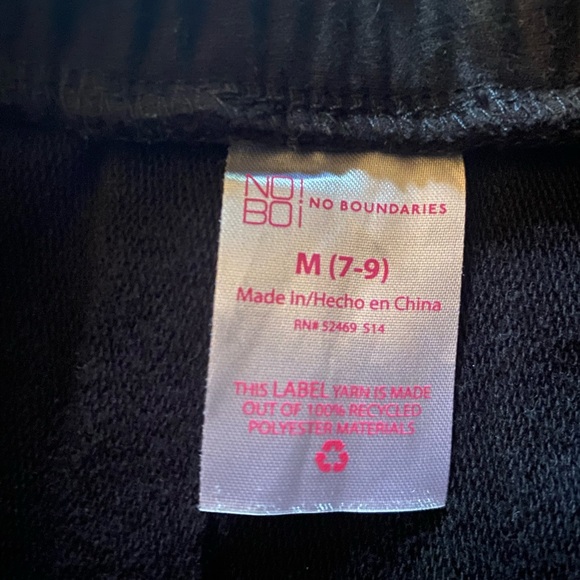 NO
BO
NO BOUNDARIES
M (7-9)
Made in/Hecho en China
RN# 52469 S14
THIS LABEL YARN IS MADE
OUT OF 100% RECYCLED
POLYESTER MATERIALS